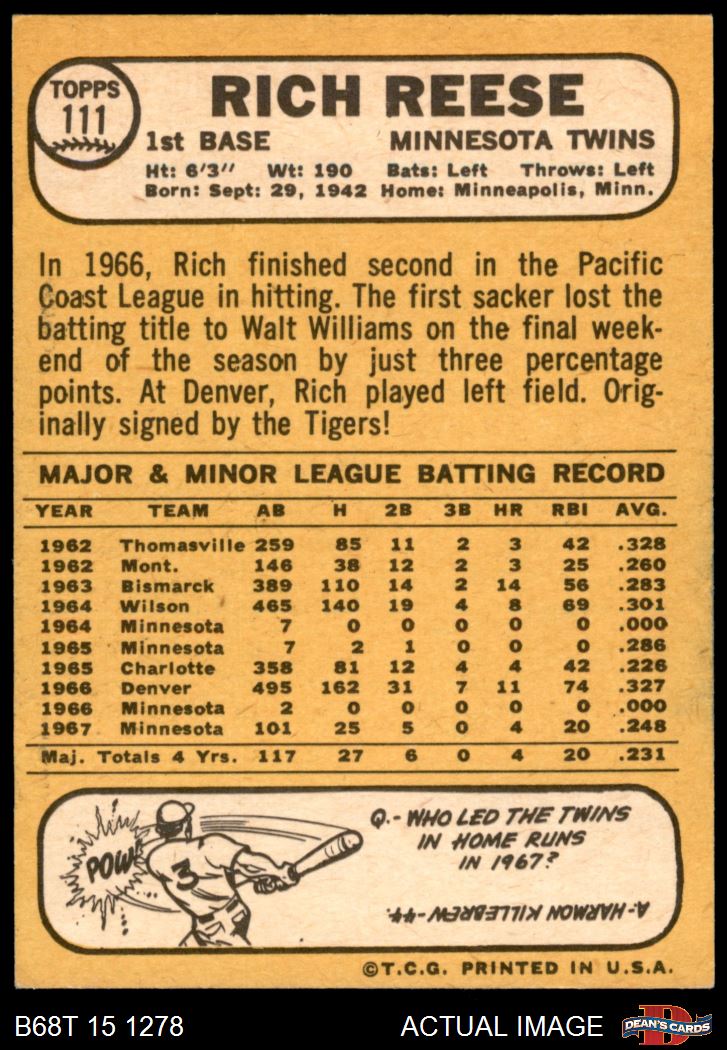 TOPPS
111
RICH REESE
1st BASE MINNESOTA TWINS
Ht: 6'3" Wt: 190 Bats: Left Throws: Left
Born: Sept: 29, 1942 Home: Minneapolis, Minn.
In 1966, Rich finished second in the Pacific
Coast League in hitting. The first sacker lost the
batting title to Walt Williams on the final week-
end of the season by just three percentage
points. At Denver, Rich played left field. Orig-
inally signed by the Tigers!
MAJOR & MINOR LEAGUE BATTING RECORD
YEAR TEAM AB H 2B 3B HR RBI AVG.
1962 Thomasville 259 85 11 2 3 42 .328
1962 Mont. 146 38 12 2 3 25 .260
1963 Bismarck 389 110 14 2 14 56 .283
1964 Wilson 465 140 19 4 8 69 .301
1964 Minnesota 7 0 0 0 0 0 .000
1965 Minnesota 7 2 1 0 0 0 .286
1965 Charlotte 358 81 12 4 4 42 .226
1966 Denver 495 162 31 7 11 74 .327
1966 Minnesota 2 0 0 0 0 0 .000
1967 Minnesota 101 25 5 0 4 20 .248
Maj. Totals 4 Yrs. 117 27 6 0 4 20 .231
POW!
3
Q.- WHO LED THE TWINS
IN HOME RUNS
IN 1967?
A-HARMON KILLEBREW -44.
©T.C.G. PRINTED IN U.S.A.
B68T 15 1278 ACTUAL IMAGE
D
DEAN'S CARDS